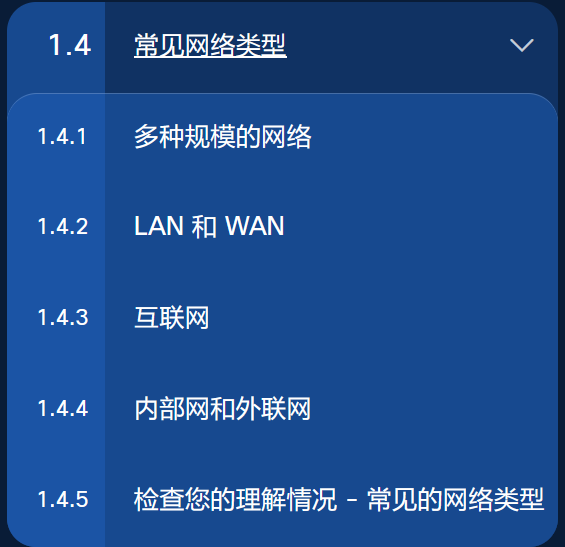 1.4 常见网络类型
1.4.1 多种规模的网络
1.4.2 LAN 和 WAN
1.4.3 互联网
1.4.4 内部网和外联网
1.4.5 检查您的理解情况 - 常见的网络类型